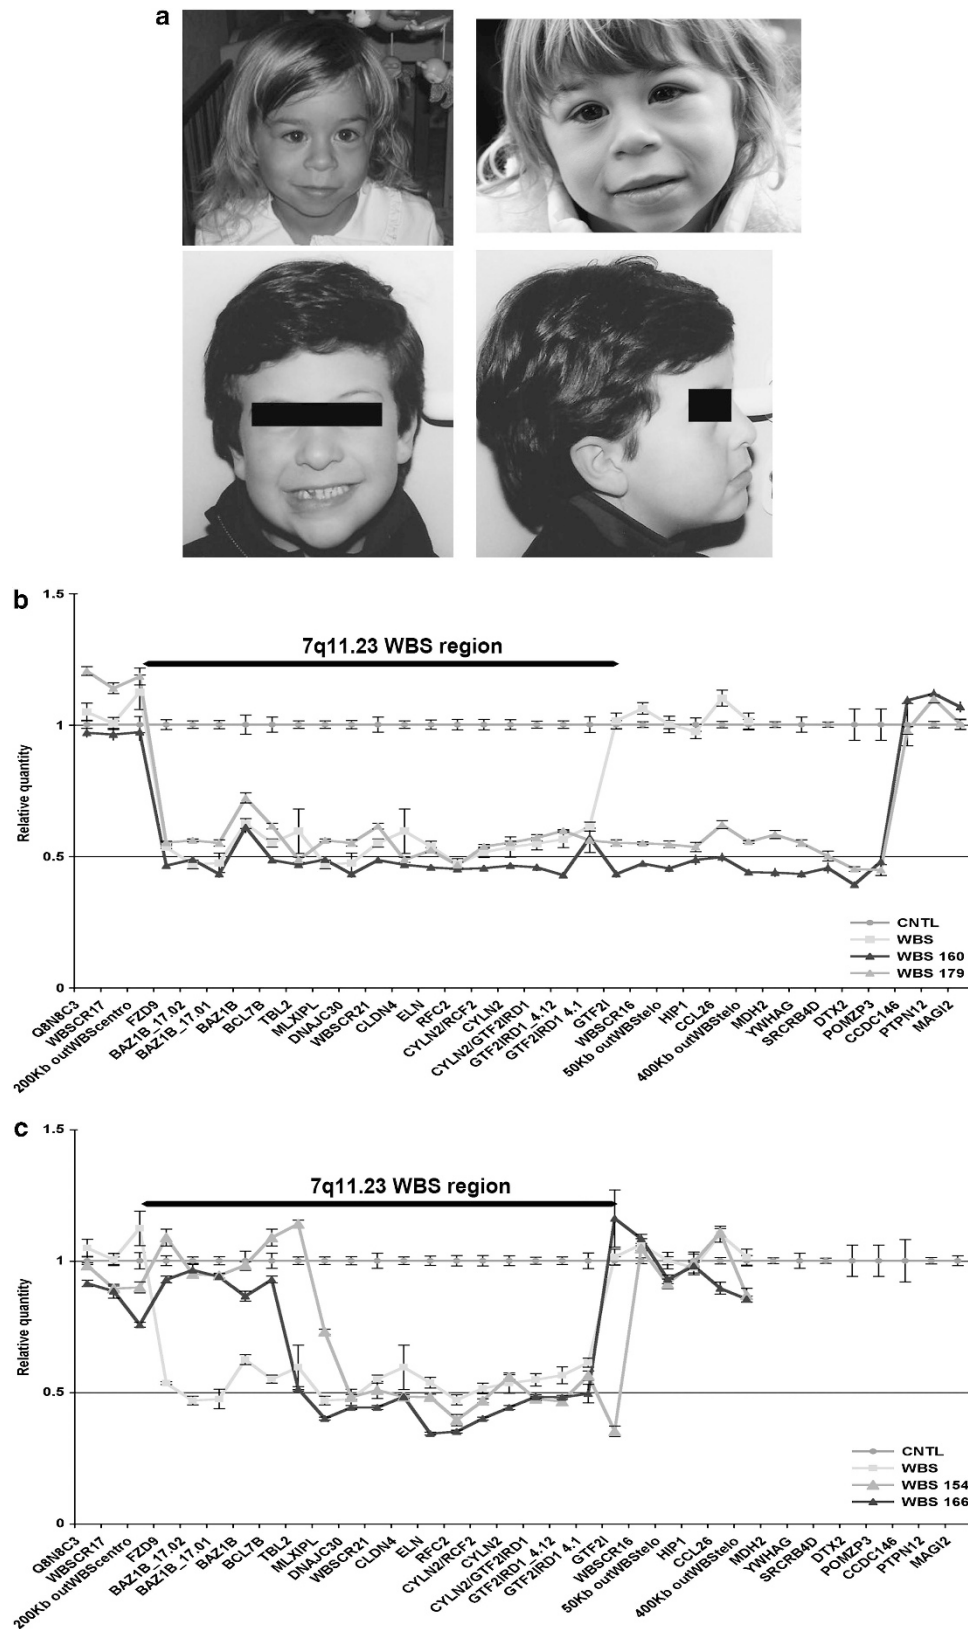 a
b
1.5
7q11.23 WBS region
1
Relative quantity
0.5
CNTL
WBS
WBS 160
WBS 179
0
Q8N8C3
WBSCR17
200Kb outWBScentro
FZD9
BAZ1B_17.02
BAZ1B_17.01
BAZ1B
BCL7B
TBL2
MLXIPL
DNAJC30
WBSCR21
CLDN4
ELN
RFC2
CYLN2/RCF2
CYLN2
CYLN2/GTF2IRD1
GTF2IRD1_4.12
GTF2IRD1 4.1
GTF2I
WBSCR16
50Kb outWBStelo
HIP1
CCL26
400Kb outWBStelo
MDH2
YWHAG
SRCRB4D
DTX2
POMZP3
CCDC146
PTPN12
MAGI2
c
1.5
7q11.23 WBS region
1
Relative quantity
0.5
CNTL
WBS
WBS 154
WBS 166
0
Q8N8C3
WBSCR17
200Kb outWBScentro
FZD9
BAZ1B_17.02
BAZ1B_17.01
BAZ1B
BCL7B
TBL2
MLXIPL
DNAJC30
WBSCR21
CLDN4
ELN
RFC2
CYLN2/RCF2
CYLN2
CYLN2/GTF2IRD1
GTF2IRD1_4.12
GTF2IRD1 4.1
GTF2I
WBSCR16
50Kb outWBStelo
HIP1
CCL26
400Kb outWBStelo
MDH2
YWHAG
SRCRB4D
DTX2
POMZP3
CCDC146
PTPN12
MAGI2